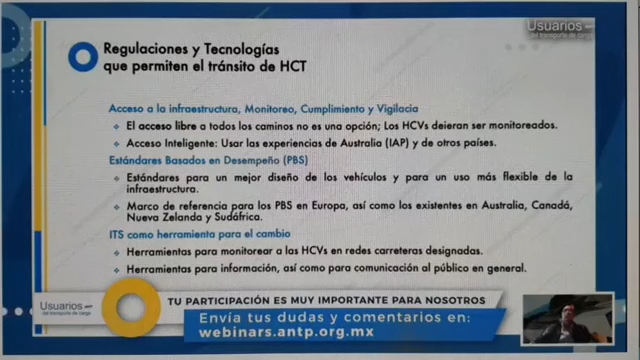 Usuarios
del transporte de carga
Regulaciones y Tecnologías
que permiten el tránsito de HCT
Acceso a la infraestructura, Monitoreo, Cumplimiento y Vigilacia
El acceso libre a todos los caminos no es una opción; Los HCVs deieran ser monitoreados.
Acceso Inteligente: Usar las experiencias de Australia (IAP) y de otros países.
Estándares Basados en Desempeño (PBS)
Estándares para un mejor diseño de los vehículos y para un uso más flexible de la
infraestructura.
Marco de referencia para los PBS en Europa, así como los existentes en Australia, Canadá,
Nueva Zelanda y Sudáfrica.
ITS como herramienta para el cambio
Herramientas para monitorear a las HCVs en redes carreteras designadas.
Herramientas para información, así como para comunicación al público en general.
Usuarios
del transporte de carga
TU PARTICIPACIÓN ES MUY IMPORTANTE PARA NOSOTROS
Envía tus dudas y comentarios en:
webinars.antp.org.mx